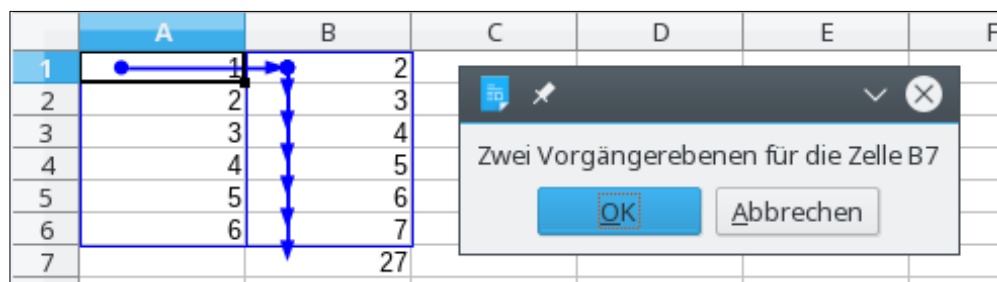 A B C D E F
1 1 2
2 2 3
3 3 4
4 4 5
5 5 6
6 6 7
7 27
Zwei Vorgängerebenen für die Zelle B7
OK Abbrechen